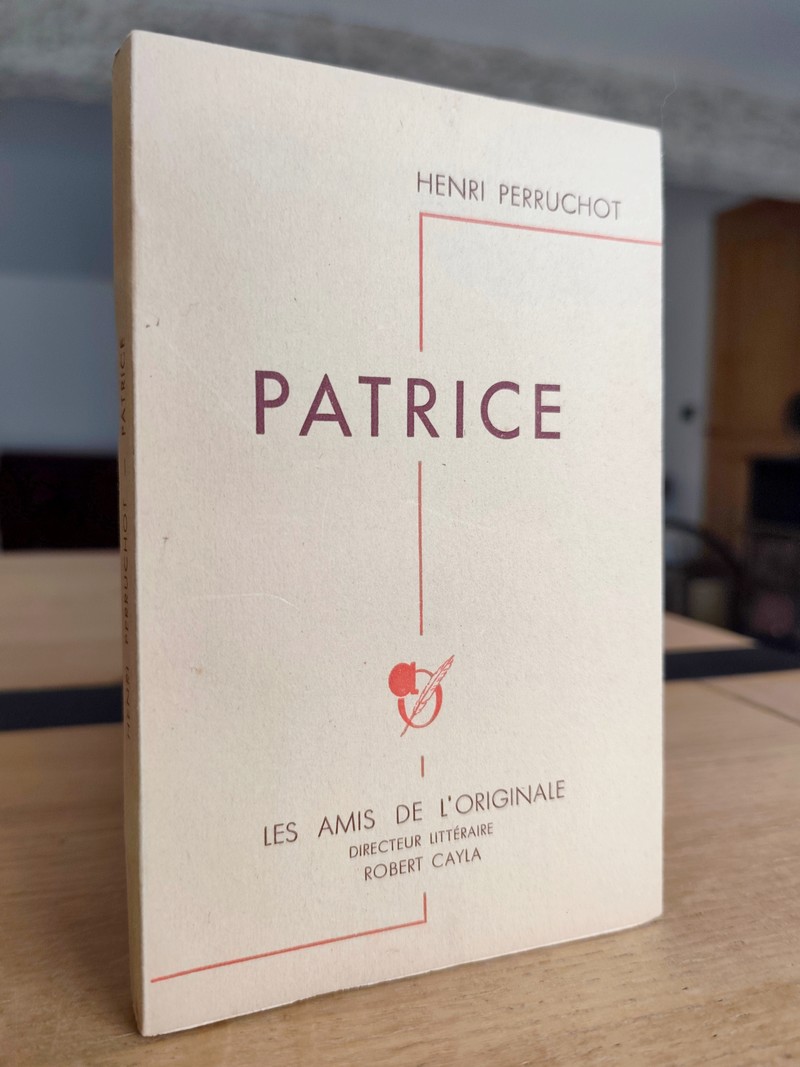 HENRI PERRUCHOT
PATRICE
a
LES AMIS DE L'ORIGINALE
DIRECTEUR LITTÉRAIRE
ROBERT CAYLA
HENRI PERRUCHOT — PATRICE